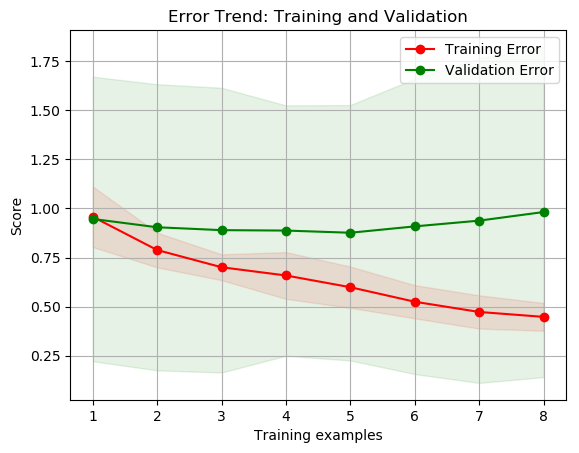 Error Trend: Training and Validation
Training Error
Validation Error
Score
1.75
1.50
1.25
1.00
0.75
0.50
0.25
1 2 3 4 5 6 7 8
Training examples